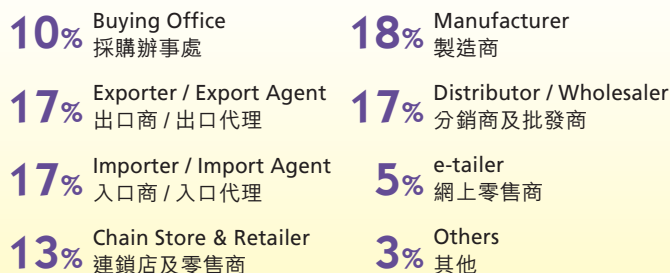 10% Buying Office
採購辦事處
17% Exporter / Export Agent
出口商 / 出口代理
17% Importer / Import Agent
入口商 / 入口代理
13% Chain Store & Retailer
連鎖店及零售商
18% Manufacturer
製造商
17% Distributor / Wholesaler
分銷商及批發商
5% e-tailer
網上零售商
3% Others
其他